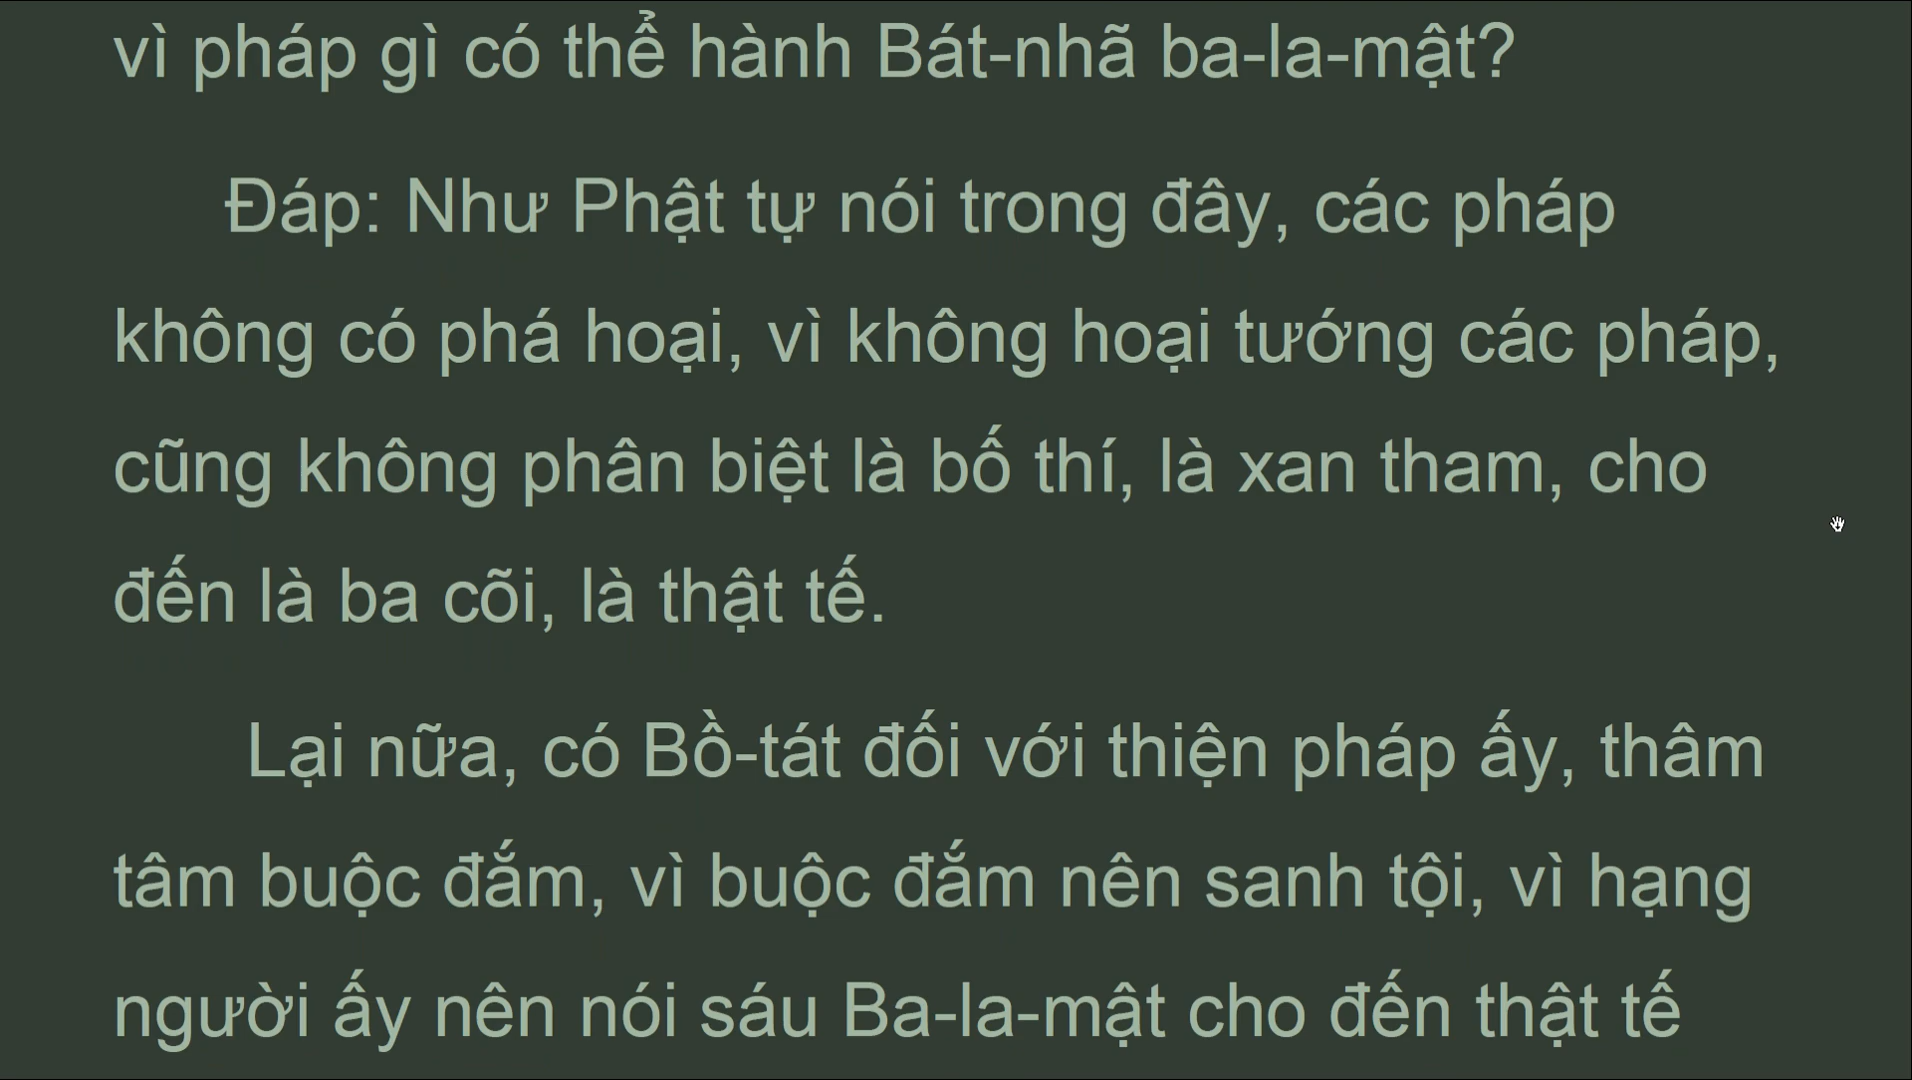 vì pháp gì có thể hành Bát-nhã ba-la-mật?
Đáp: Như Phật tự nói trong đây, các pháp
không có phá hoại, vì không hoại tướng các pháp,
cũng không phân biệt là bố thí, là xan tham, cho
đến là ba cõi, là thật tế.
Lại nữa, có Bồ-tát đối với thiện pháp ấy, thâm
tâm buộc đắm, vì buộc đắm nên sanh tội, vì hạng
người ấy nên nói sáu Ba-la-mật cho đến thật tế